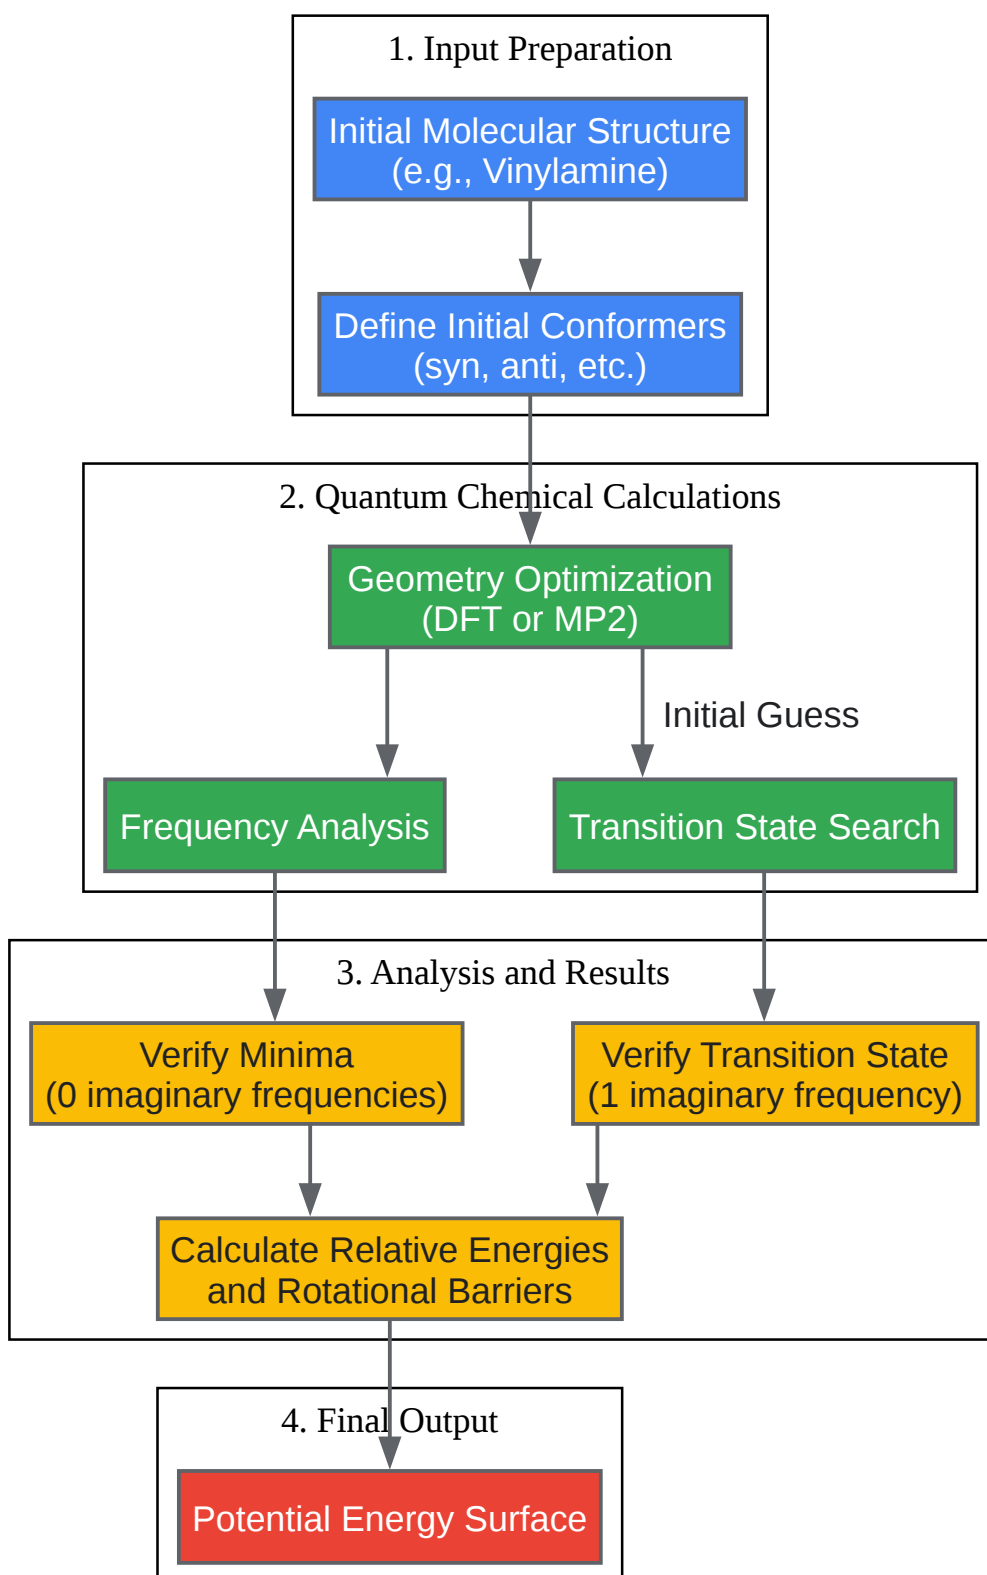 1. Input Preparation
Initial Molecular Structure
(e.g., Vinylamine)
Define Initial Conformers
(syn, anti, etc.)
2. Quantum Chemical Calculations
Geometry Optimization
(DFT or MP2)
Initial Guess
Frequency Analysis
Transition State Search
3. Analysis and Results
Verify Minima
(0 imaginary frequencies)
Verify Transition State
(1 imaginary frequency)
Calculate Relative Energies
and Rotational Barriers
4. Final Output
Potential Energy Surface